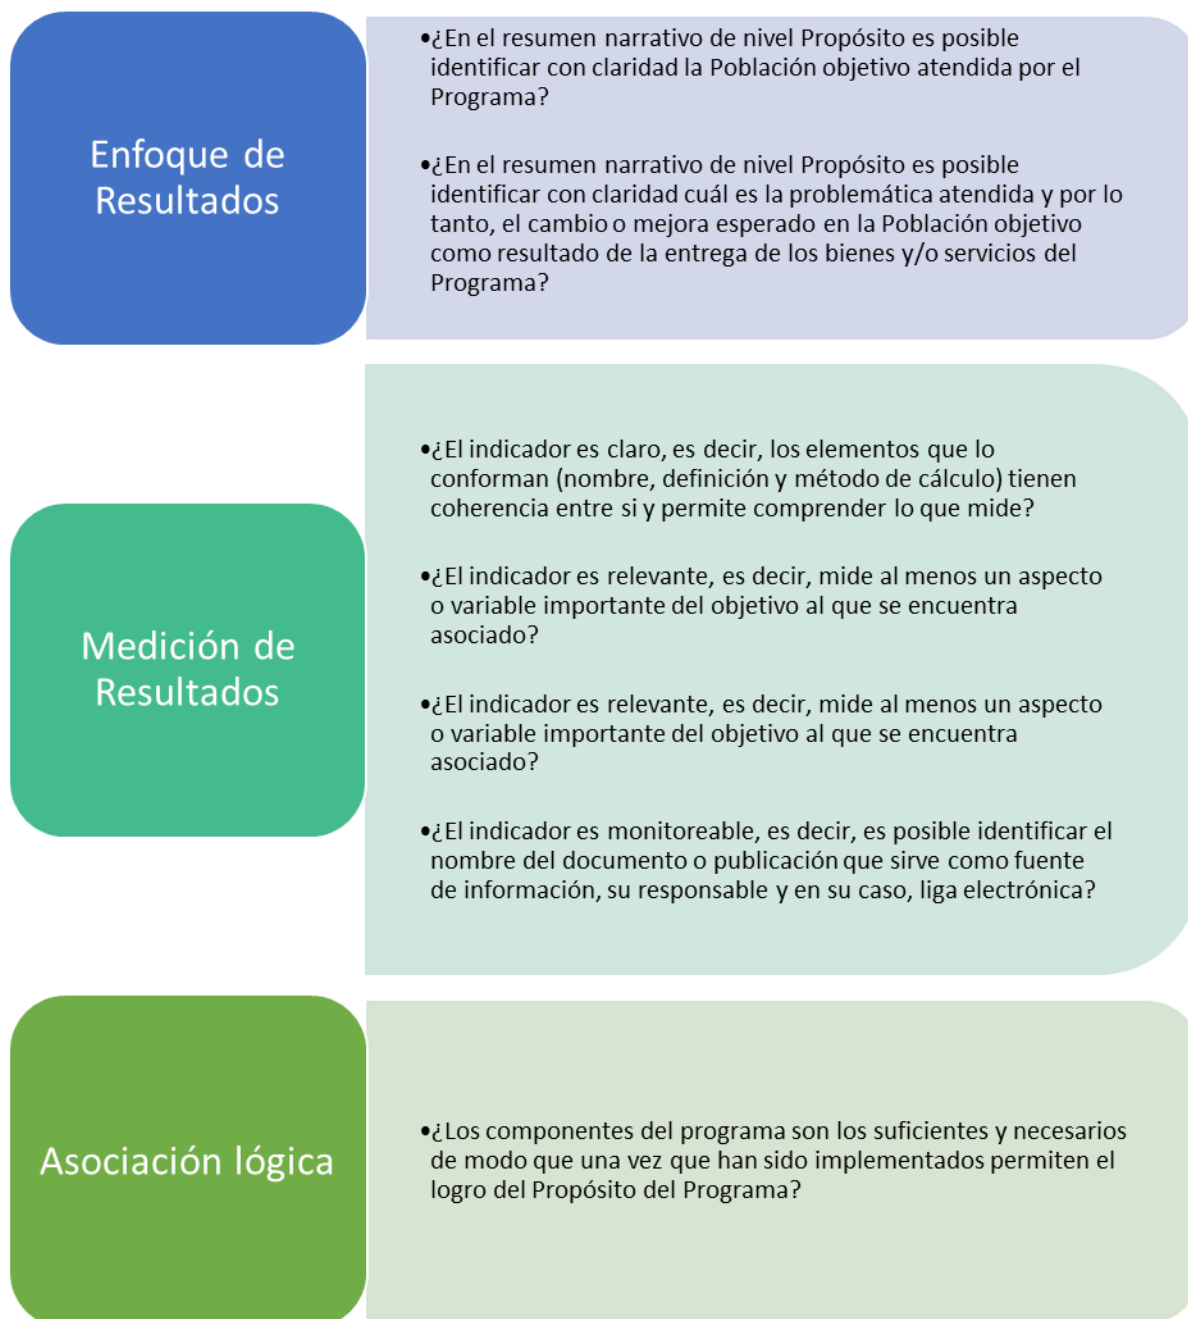 Enfoque de
Resultados
•¿En el resumen narrativo de nivel Propósito es posible
identificar con claridad la Población objetivo atendida por el
Programa?
•¿En el resumen narrativo de nivel Propósito es posible
identificar con claridad cuál es la problemática atendida y por lo
tanto, el cambio o mejora esperado en la Población objetivo
como resultado de la entrega de los bienes y/o servicios del
Programa?
Medición de
Resultados
•¿El indicador es claro, es decir, los elementos que lo
conforman (nombre, definición y método de cálculo) tienen
coherencia entre si y permite comprender lo que mide?
•¿El indicador es relevante, es decir, mide al menos un aspecto
o variable importante del objetivo al que se encuentra
asociado?
•¿El indicador es relevante, es decir, mide al menos un aspecto
o variable importante del objetivo al que se encuentra
asociado?
•¿El indicador es monitoreable, es decir, es posible identificar el
nombre del documento o publicación que sirve como fuente
de información, su responsable y en su caso, liga electrónica?
Asociación lógica
•¿Los componentes del programa son los suficientes y necesarios
de modo que una vez que han sido implementados permiten el
logro del Propósito del Programa?